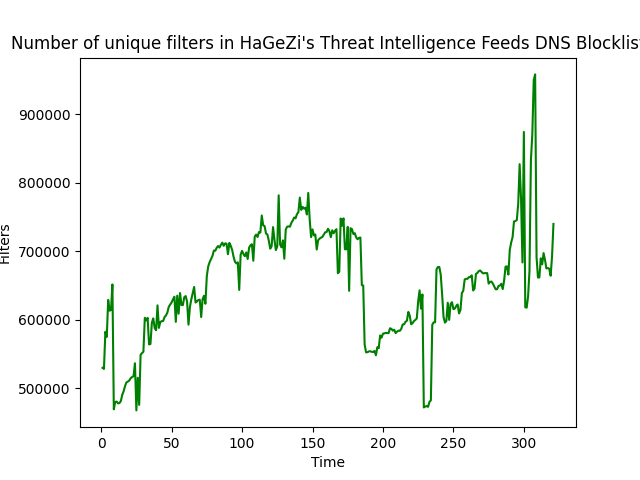 Number of unique filters in HaGeZi's Threat Intelligence Feeds DNS Blocklist
Filters
900000
800000
700000
600000
500000
0 50 100 150 200 250 300
Time